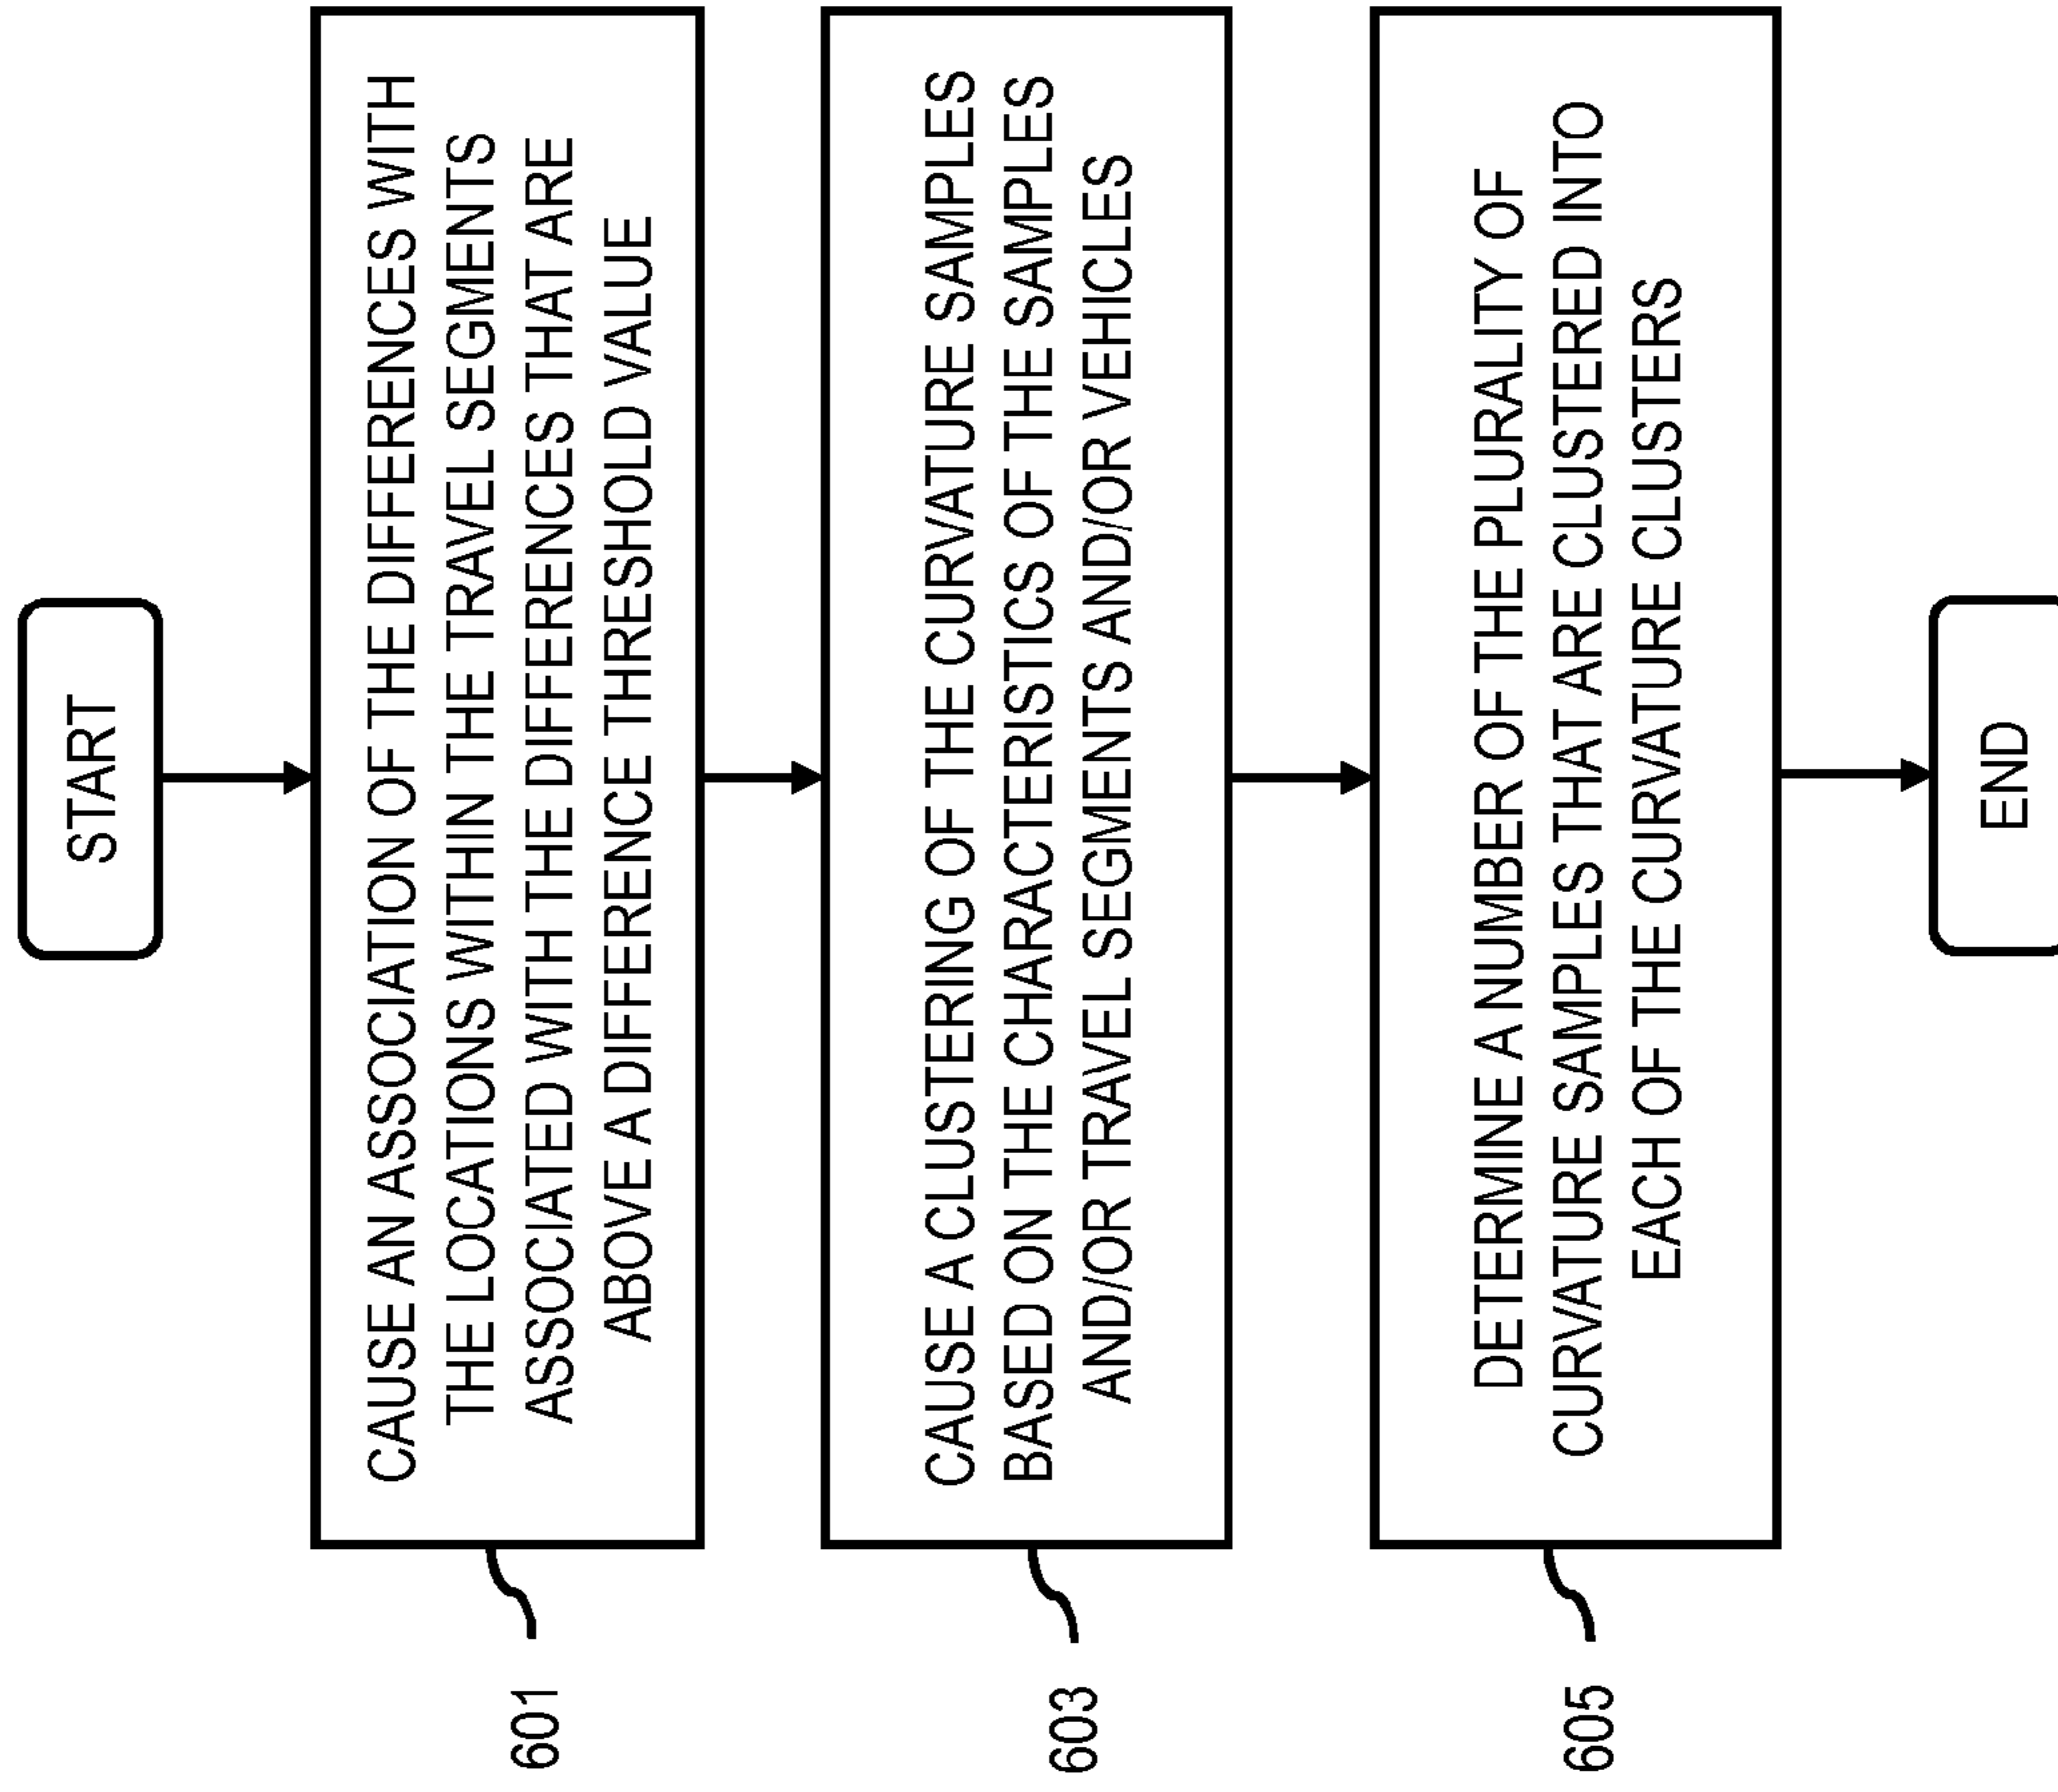 START
CAUSE AN ASSOCIATION OF THE DIFFERENCES WITH
THE LOCATIONS WITHIN THE TRAVEL SEGMENTS
ASSOCIATED WITH THE DIFFERENCES THAT ARE
ABOVE A DIFFERENCE THRESHOLD VALUE
601
CAUSE A CLUSTERING OF THE CURVATURE SAMPLES
BASED ON THE CHARACTERISTICS OF THE SAMPLES
AND/OR TRAVEL SEGMENTS AND/OR VEHICLES
603
DETERMINE A NUMBER OF THE PLURALITY OF
CURVATURE SAMPLES THAT ARE CLUSTERED INTO
EACH OF THE CURVATURE CLUSTERS
605
END